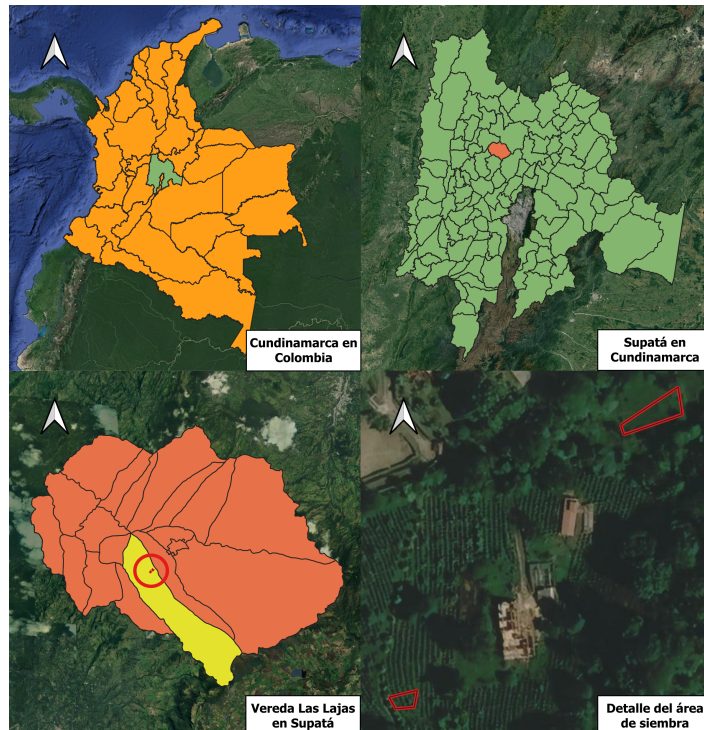 Cundinamarca en
Colombia
Supatá en
Cundinamarca
Vereda Las Lajas
en Supatá
Detalle del área
de siembra